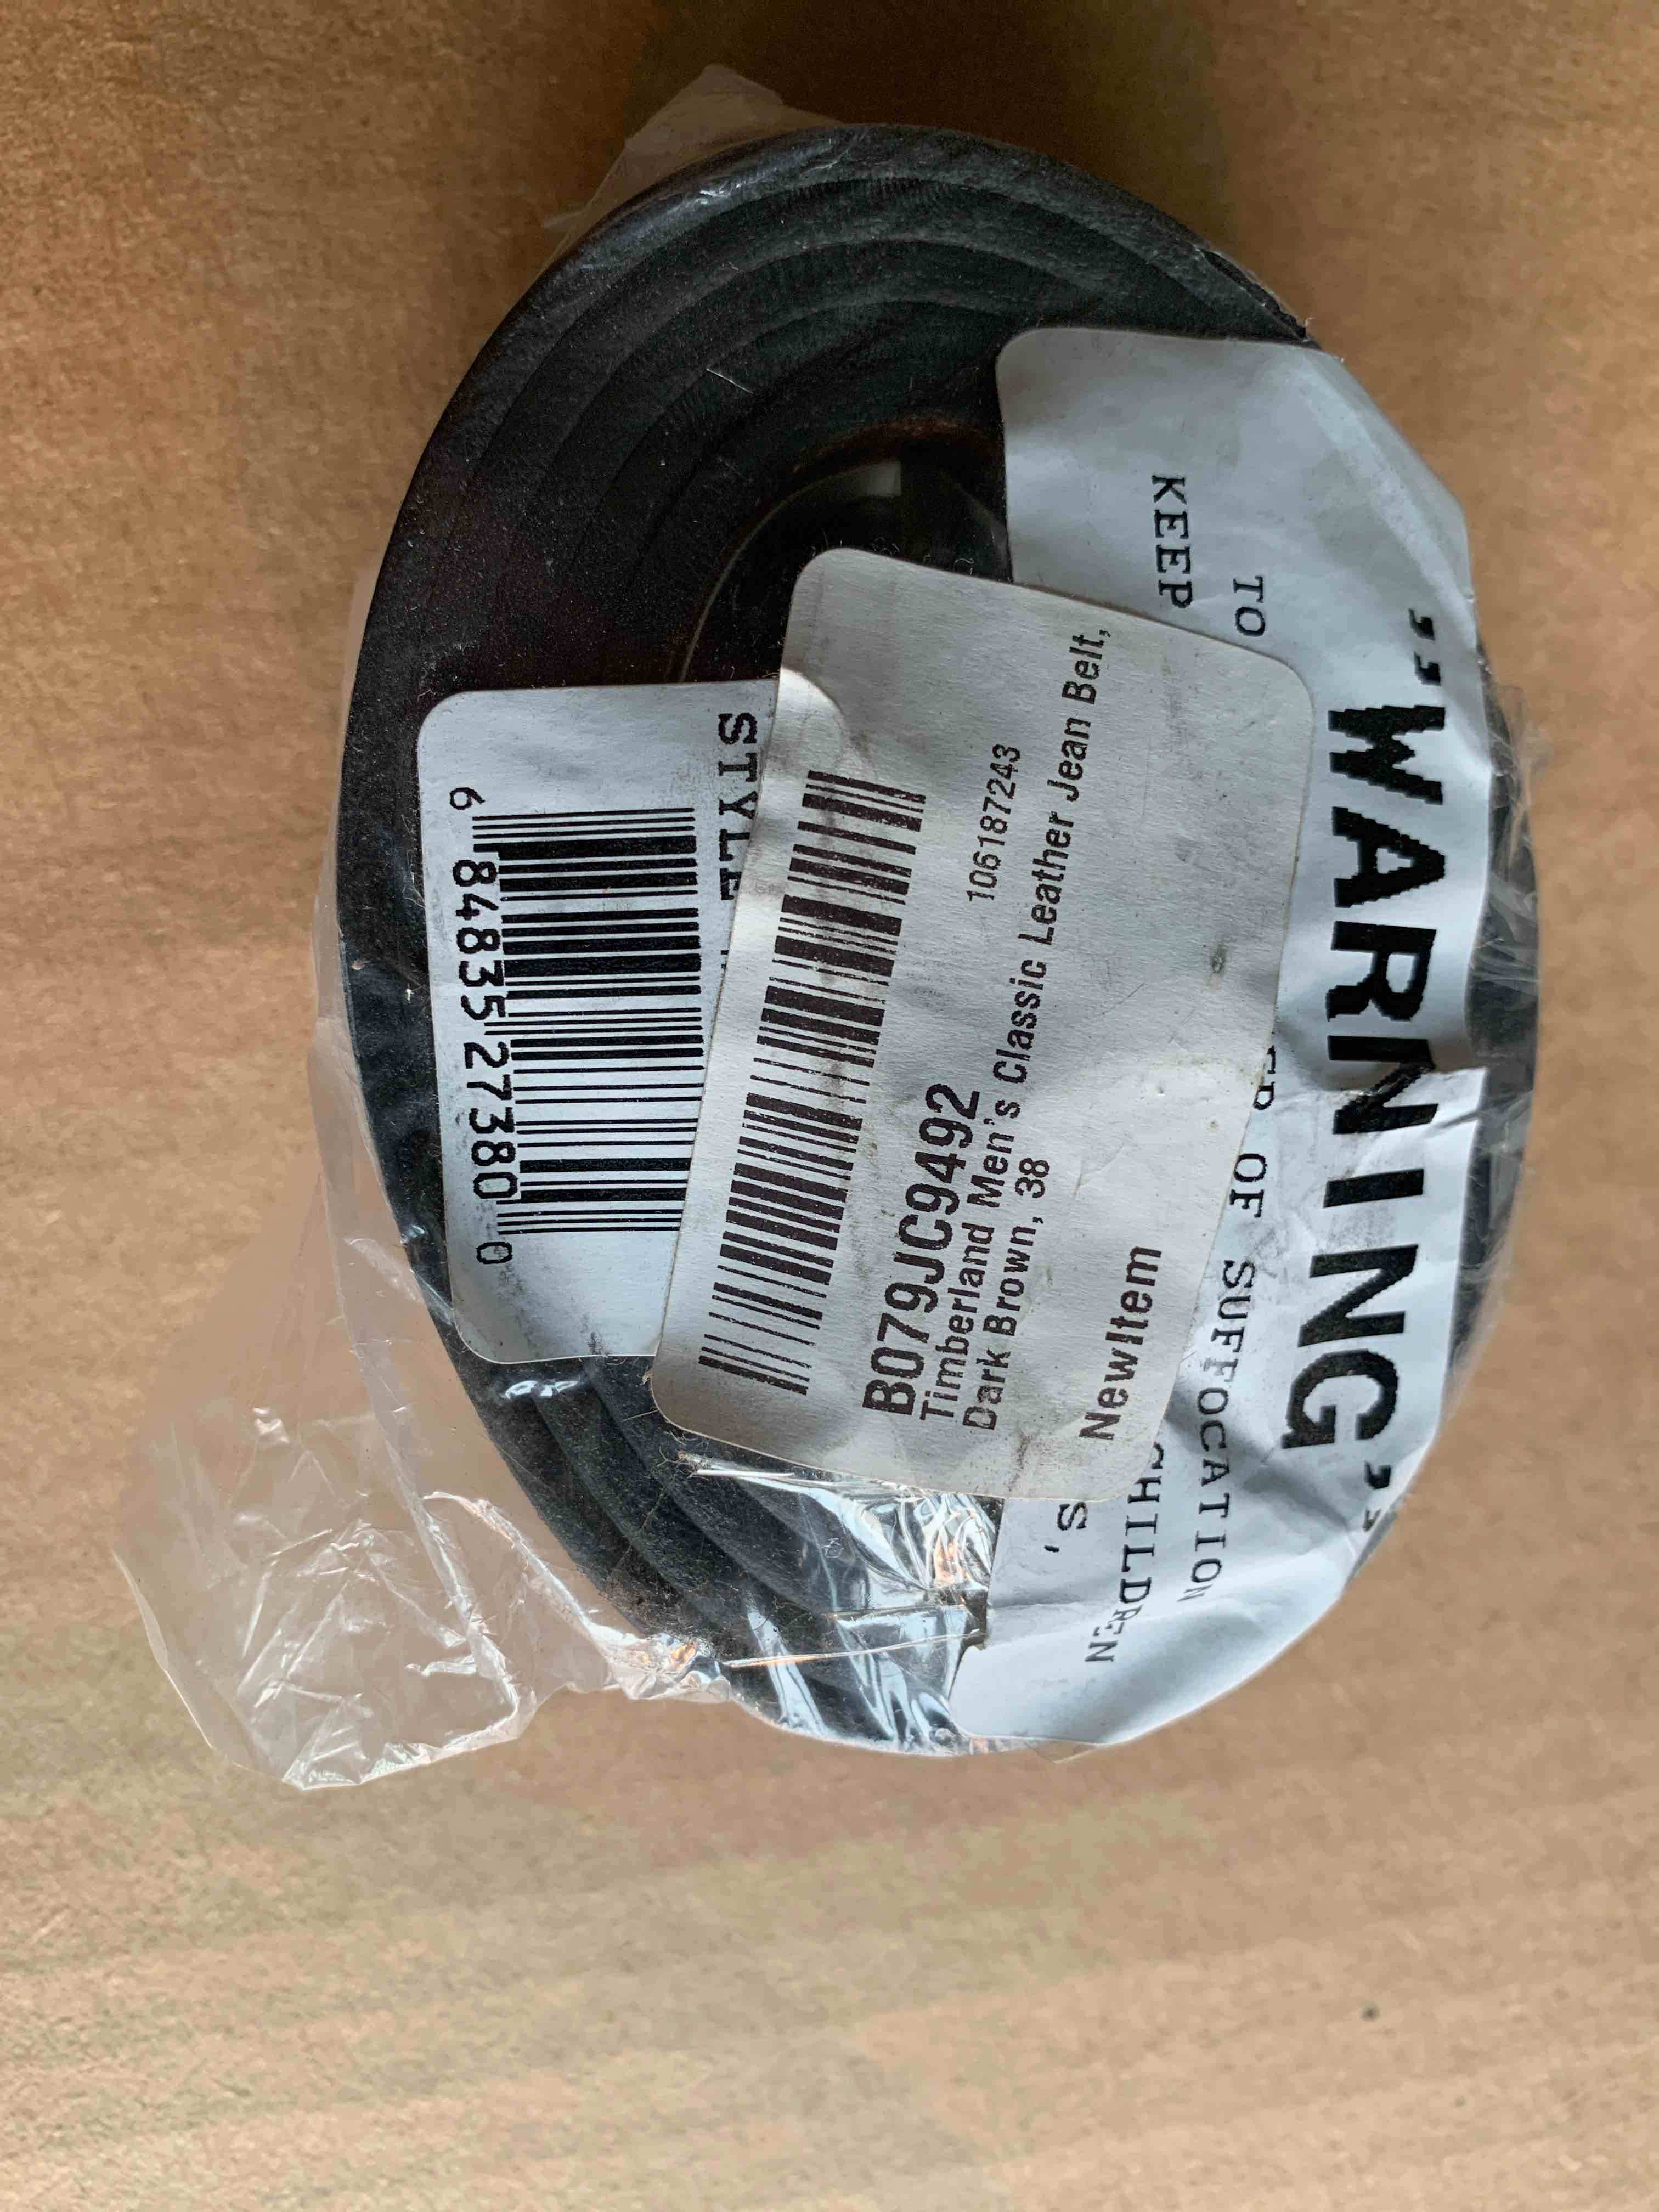 ''WARNING''
TO
OF SUFFOCATION
KEEP
CHILDREN
STYLE
6 84835 27380 0
106187243
B079JC9492
Timberland Men's Classic Leather Jean Belt,
Dark Brown, 38
NewItem